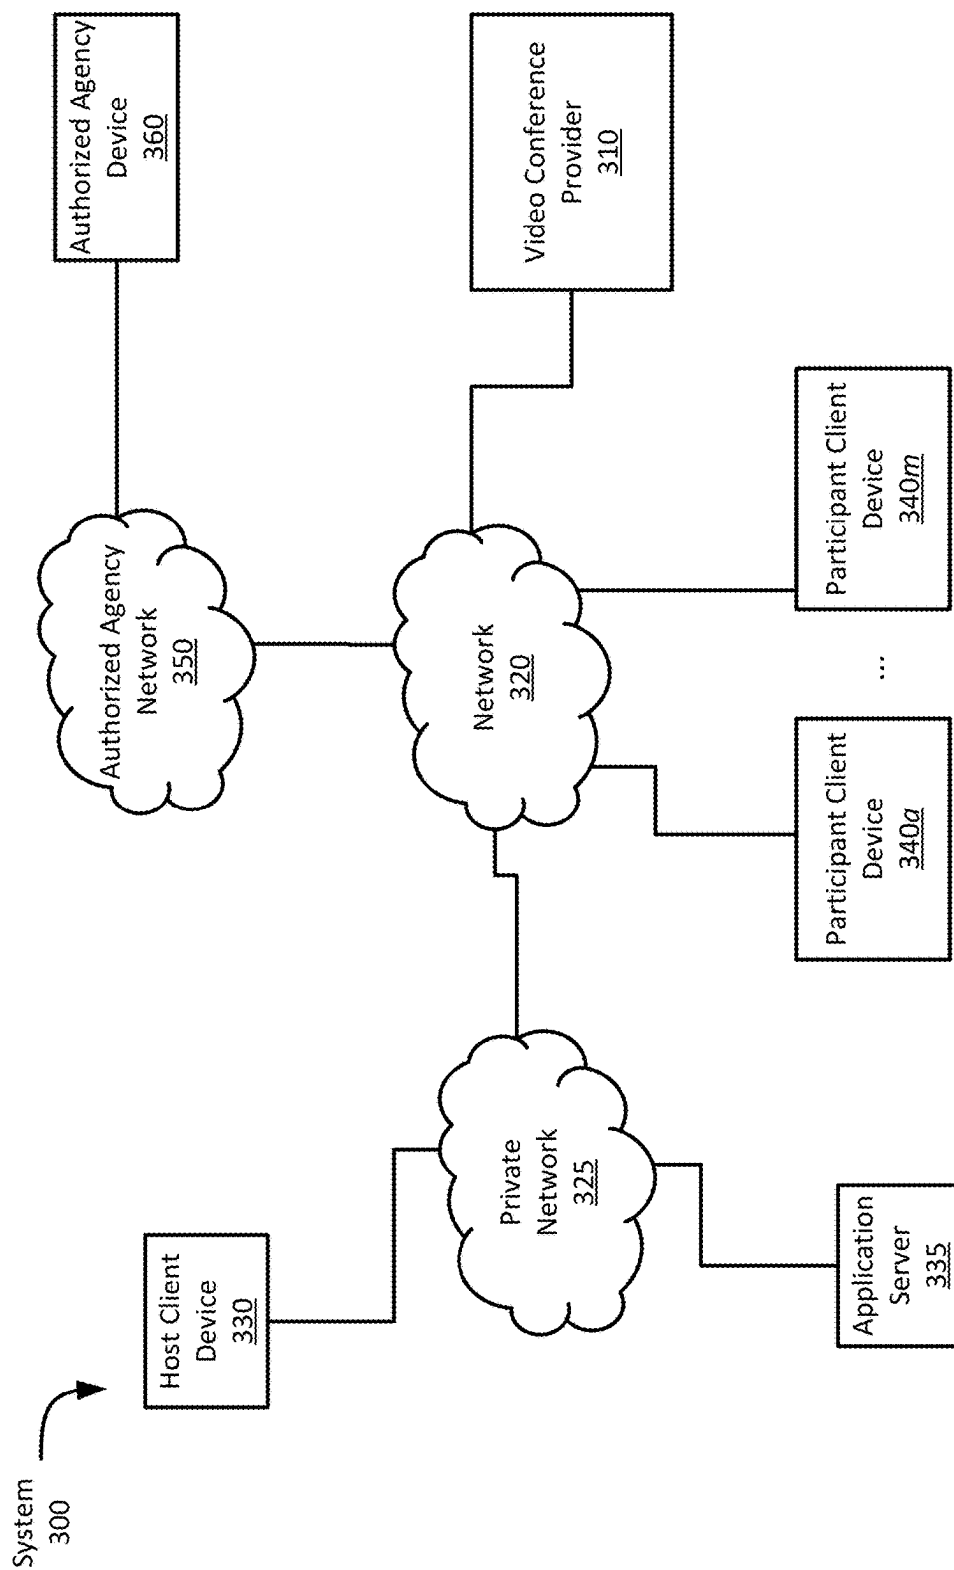 System
300
Host Client
Device
330
Authorized Agency
Network
350
Authorized Agency
Device
360
Private
Network
325
Network
320
Video Conference
Provider
310
Application
Server
335
Participant Client
Device
340a
...
Participant Client
Device
340m